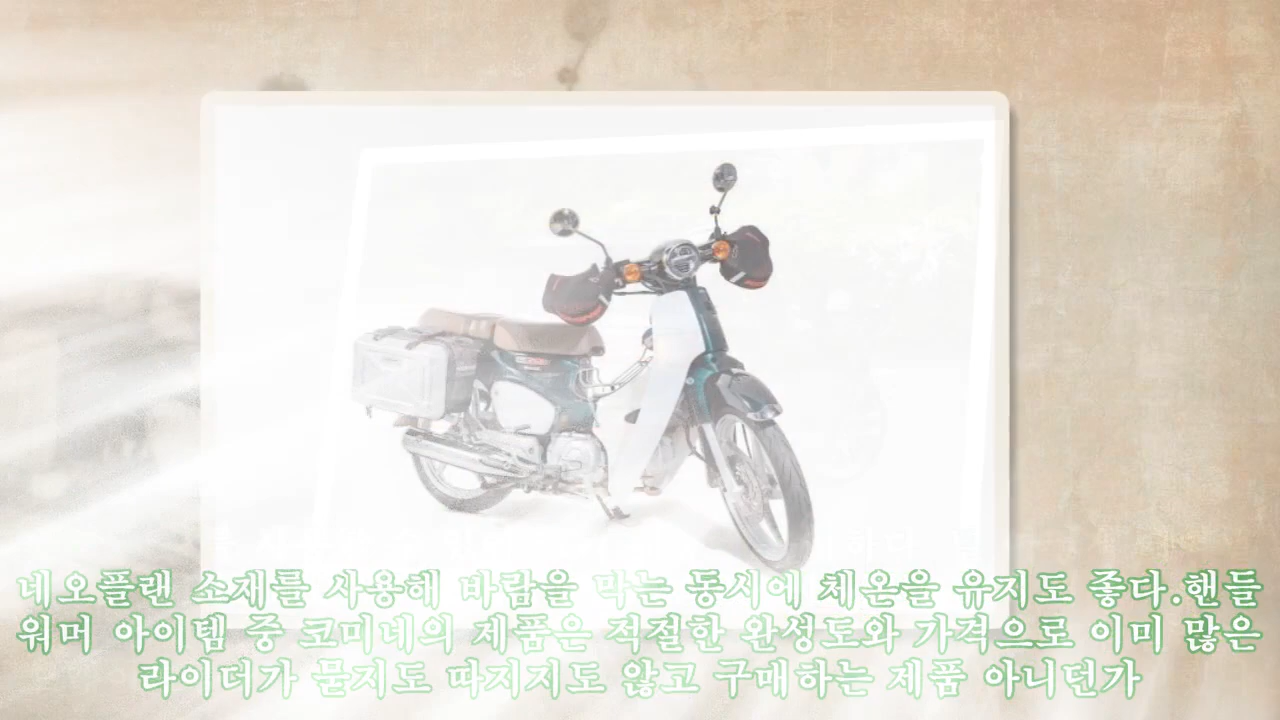 네오플랜 소재를 사용해 바람을 막는 동시에 체온을 유지도 좋다.핸들
워머 아이템 중 코미네의 제품은 적절한 완성도와 가격으로 이미 많은
라이더가 묻지도 따지지도 않고 구매하는 제품 아니던가